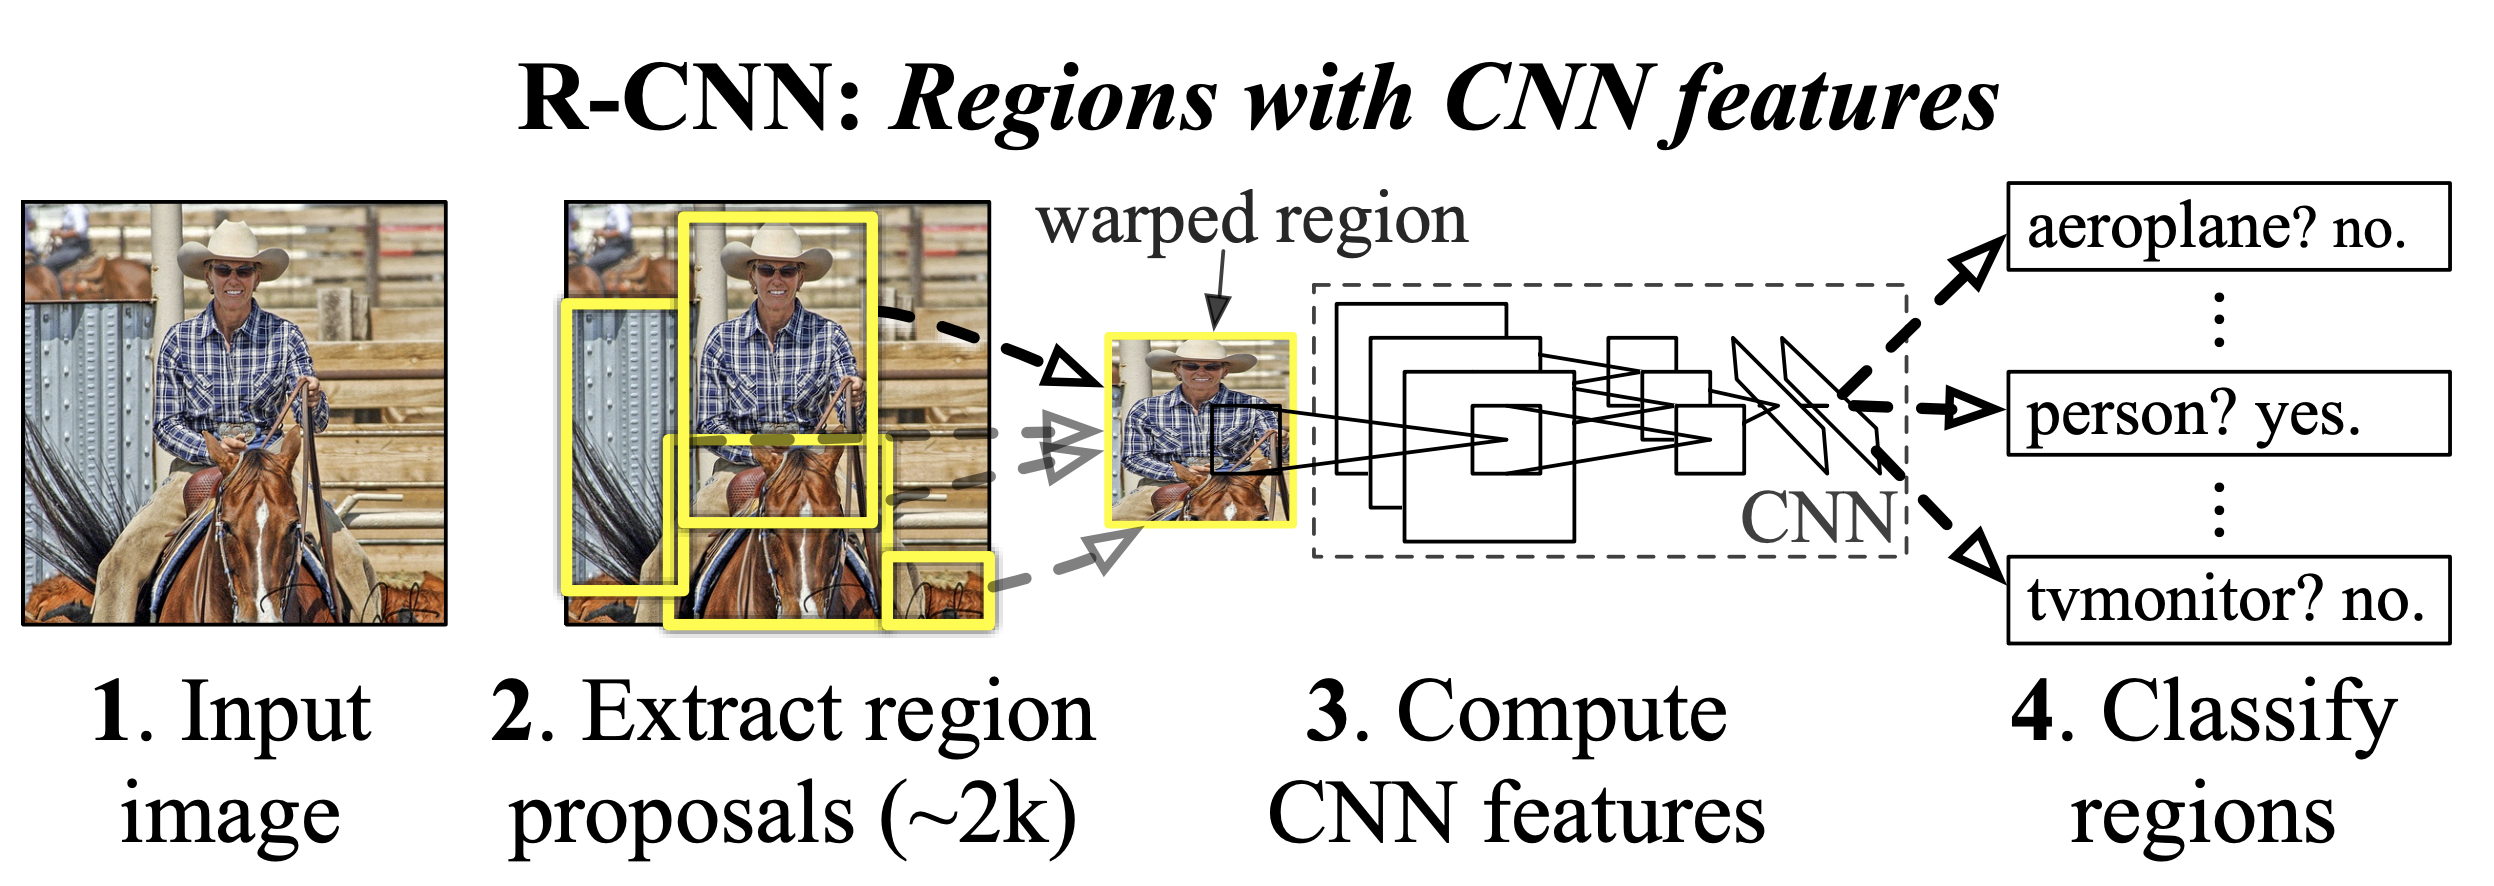 R-CNN: Regions with CNN features
warped region
aeroplane? no.
person? yes.
CNN
tvmonitor? no.
1. Input
image
2. Extract region
proposals (~2k)
3. Compute
CNN features
4. Classify
regions